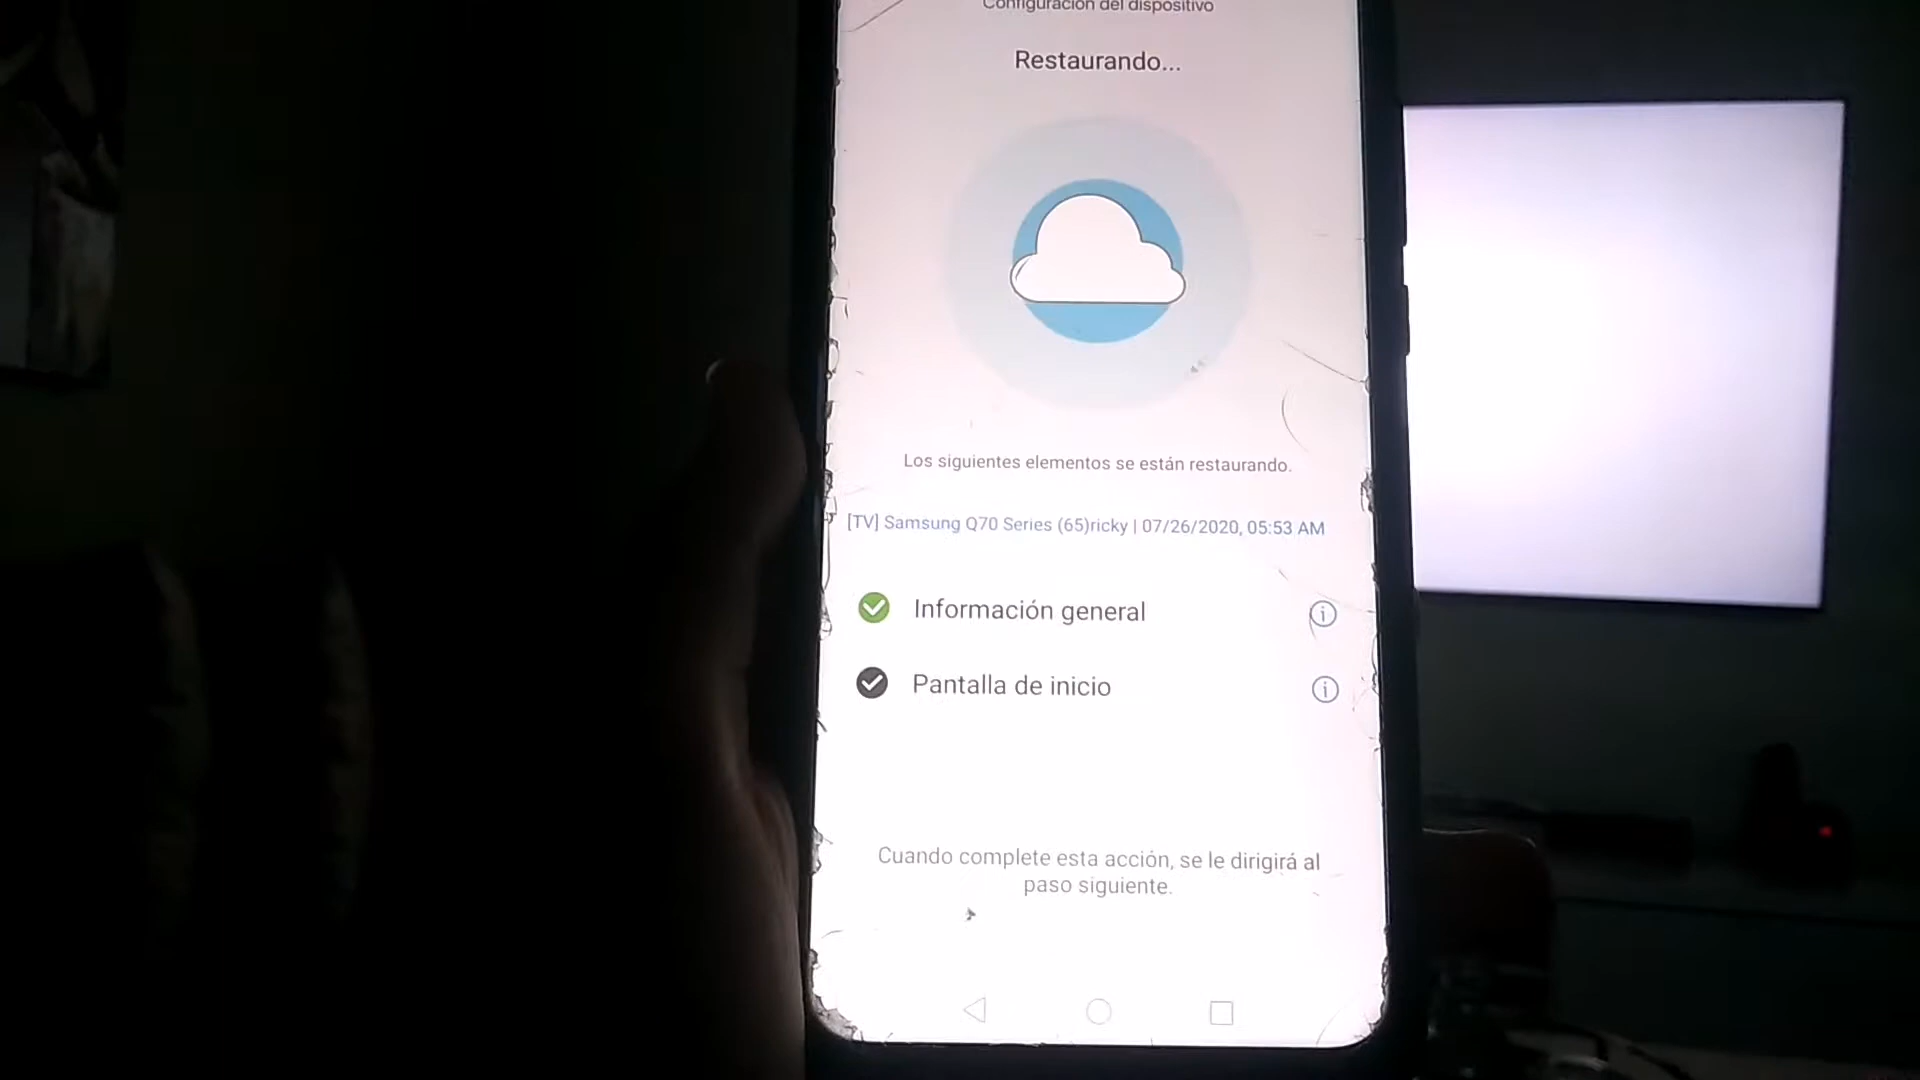 Configuración del dispositivo
Restaurando...
Los siguientes elementos se están restaurando.
[TV] Samsung Q70 Series (65)ricky | 07/26/2020, 05:53 AM
Información general
Pantalla de inicio
Cuando complete esta acción, se le dirigirá al
paso siguiente.